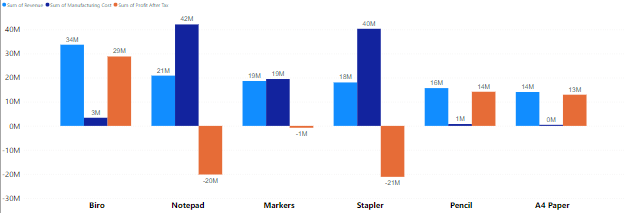 Sum of Revenue Sum of Manufacturing Cost Sum of Profit After Tax
42M
40M
40M
34M
30M
29M
21M
20M
19M 19M
18M
16M
14M
14M
13M
10M
3M
1M
0M
0M
-1M
-10M
-20M
-20M
-21M
-30M
Biro Notepad Markers Stapler Pencil A4 Paper